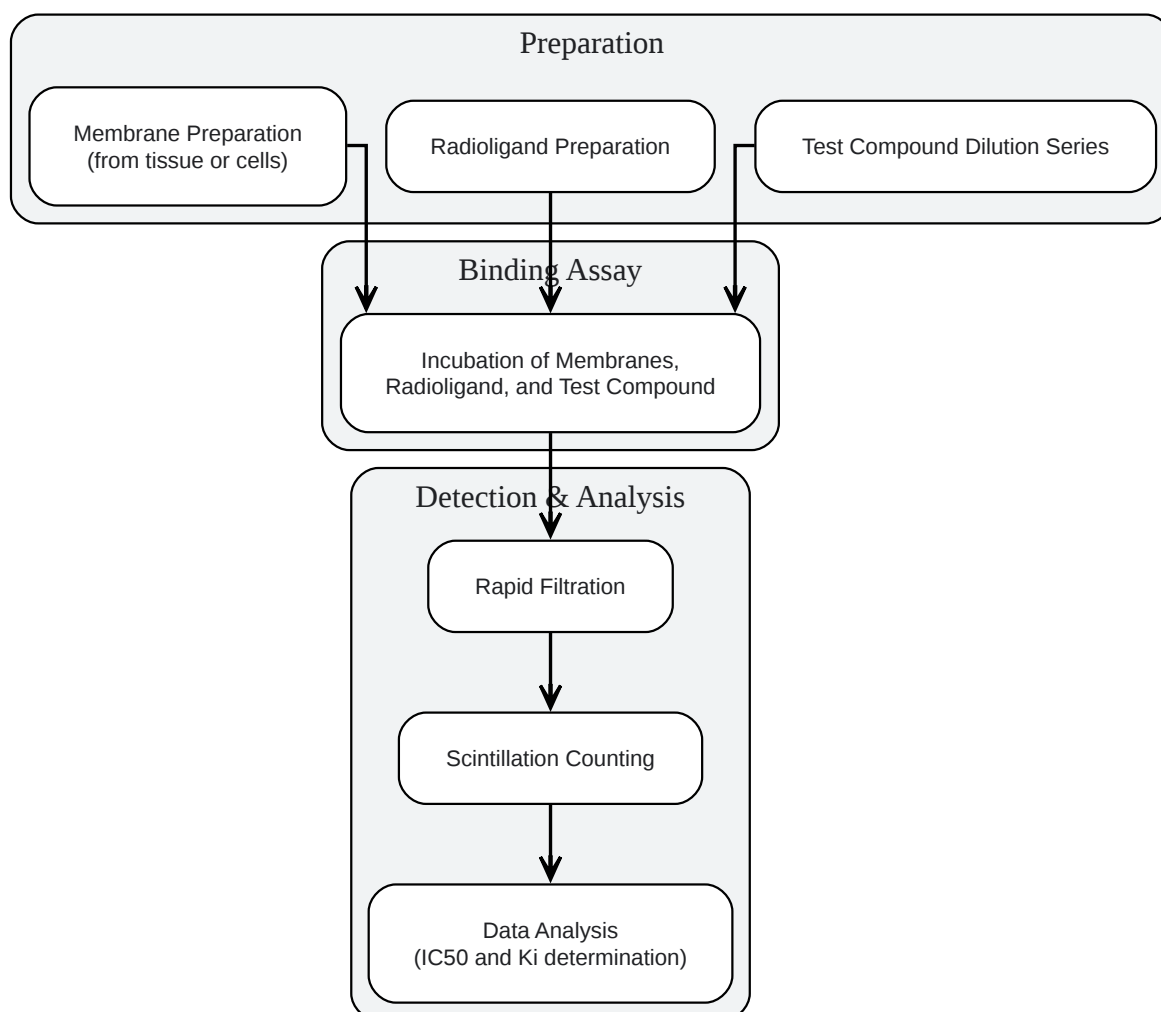 Preparation
Membrane Preparation
(from tissue or cells)
Radioligand Preparation
Test Compound Dilution Series
Binding Assay
Incubation of Membranes,
Radioligand, and Test Compound
Detection & Analysis
Rapid Filtration
Scintillation Counting
Data Analysis
(IC50 and Ki determination)